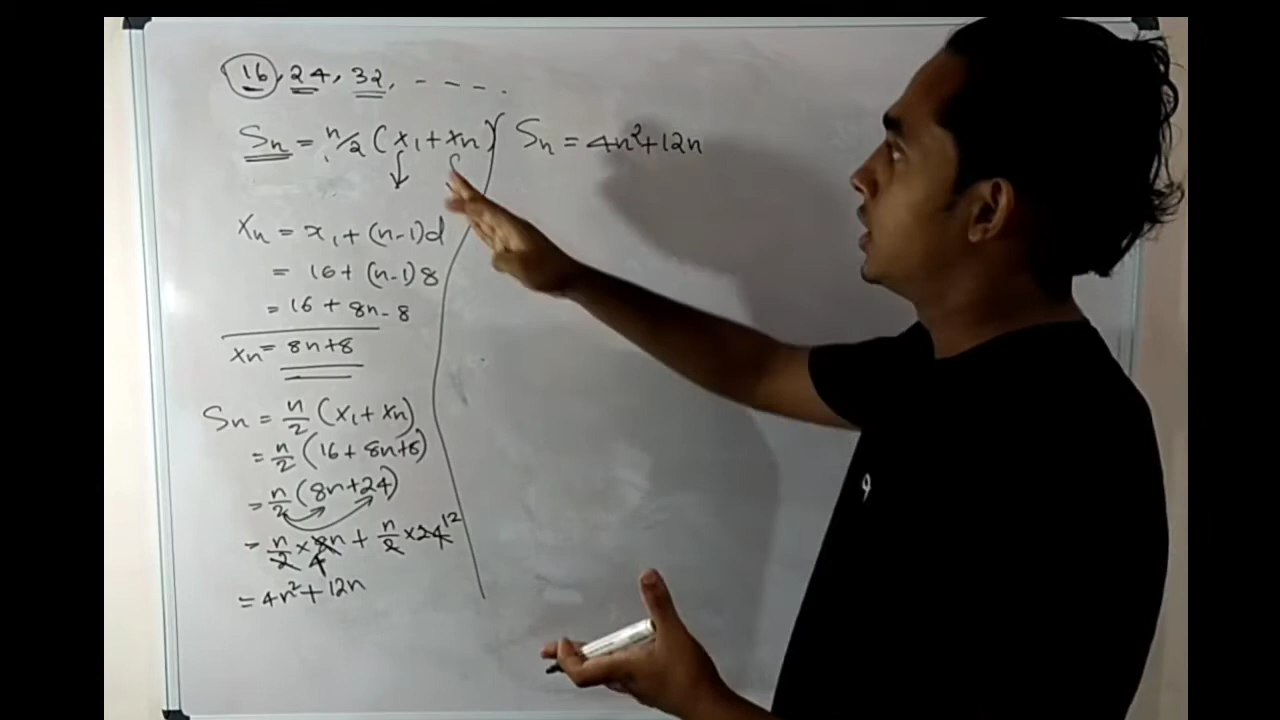 16, 24, 32, - - - - .
Sn = n/2 (x₁ + xn)
xn = x₁ + (n-1)d
= 16 + (n-1)8
= 16 + 8n - 8
xn = 8n+8
Sn = n/2 (x₁ + xn)
= n/2 (16 + 8n+8)
= n/2 (8n+24)
= n/2 × 8n + n/2 × 24 12
4
= 4n² + 12n
Sn = 4n²+12n